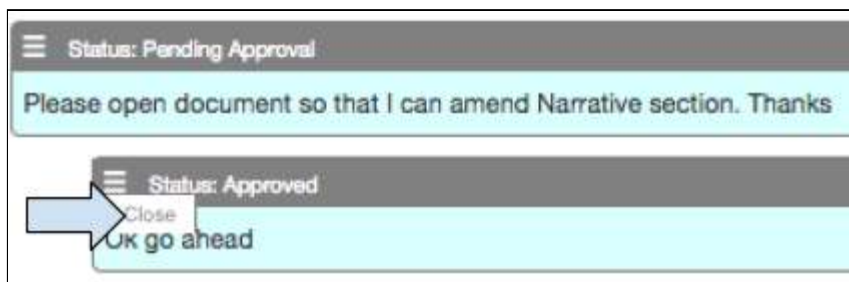 Status: Pending Approval
Please open document so that I can amend Narrative section. Thanks
Status: Approved
Close
Ok go ahead